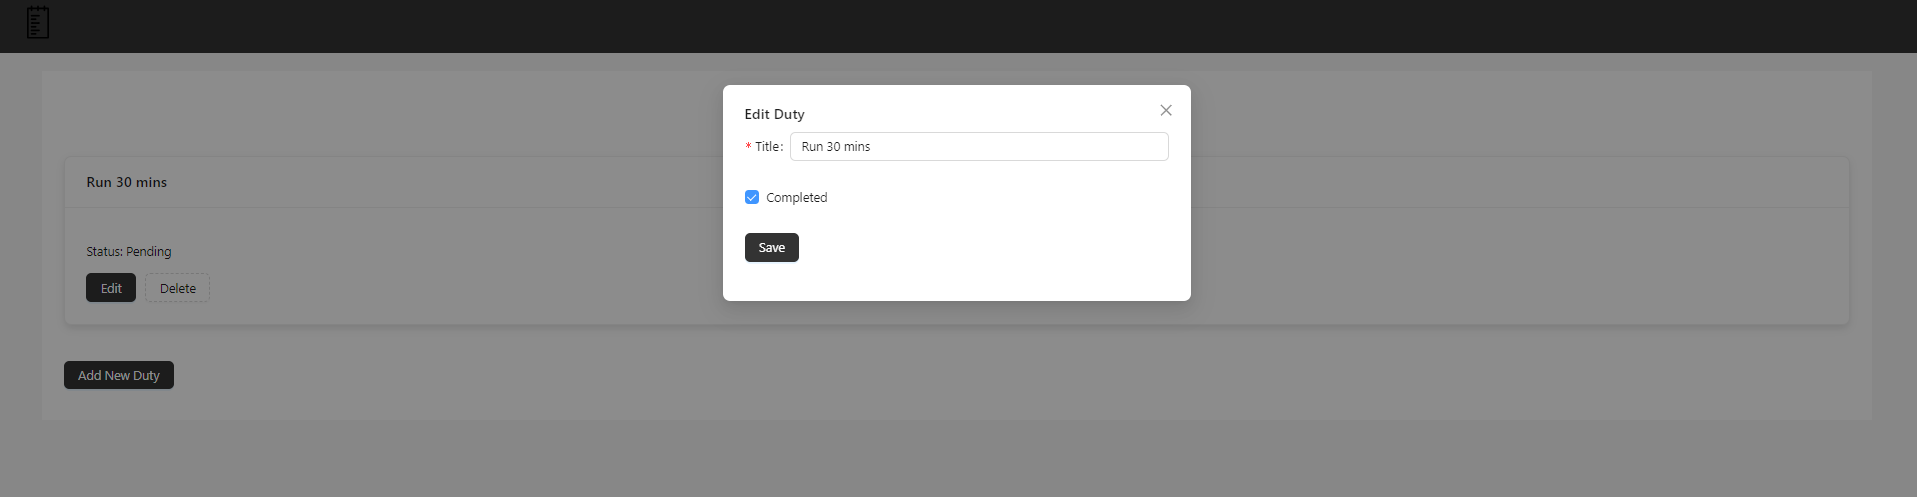 Edit Duty
* Title: Run 30 mins
Completed
Save
Run 30 mins
Status: Pending
Edit Delete
Add New Duty